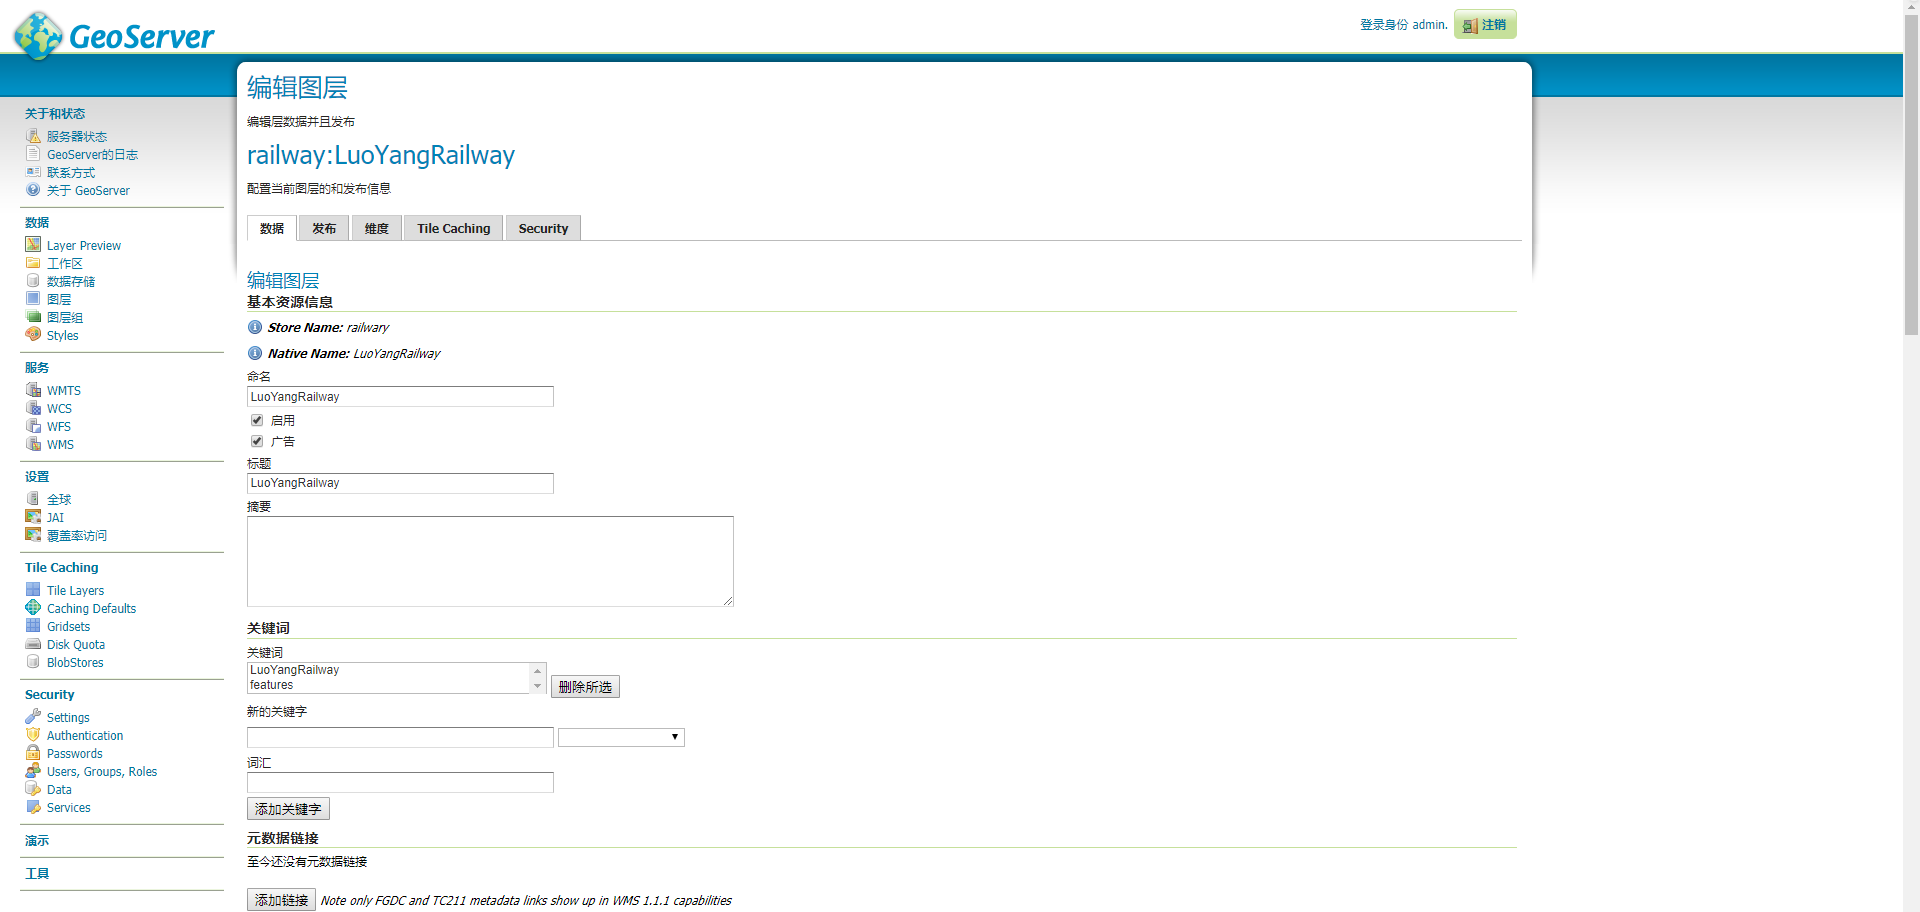 GeoServer
登录身份 admin.
注销
关于和状态
服务器状态
GeoServer的日志
联系方式
关于 GeoServer
数据
Layer Preview
工作区
数据存储
图层
图层组
Styles
服务
WMTS
WCS
WFS
WMS
设置
全球
JAI
覆盖率访问
Tile Caching
Tile Layers
Caching Defaults
Gridsets
Disk Quota
BlobStores
Security
Settings
Authentication
Passwords
Users, Groups, Roles
Data
Services
演示
工具
编辑图层
编辑层数据并且发布
railway:LuoYangRailway
配置当前图层的和发布信息
数据 发布 维度 Tile Caching Security
编辑图层
基本资源信息
Store Name: railwary
Native Name: LuoYangRailway
命名
LuoYangRailway
启用
广告
标题
LuoYangRailway
摘要
关键词
关键词
LuoYangRailway
features
删除所选
新的关键字
词汇
添加关键字
元数据链接
至今还没有元数据链接
添加链接 Note only FGDC and TC211 metadata links show up in WMS 1.1.1 capabilities